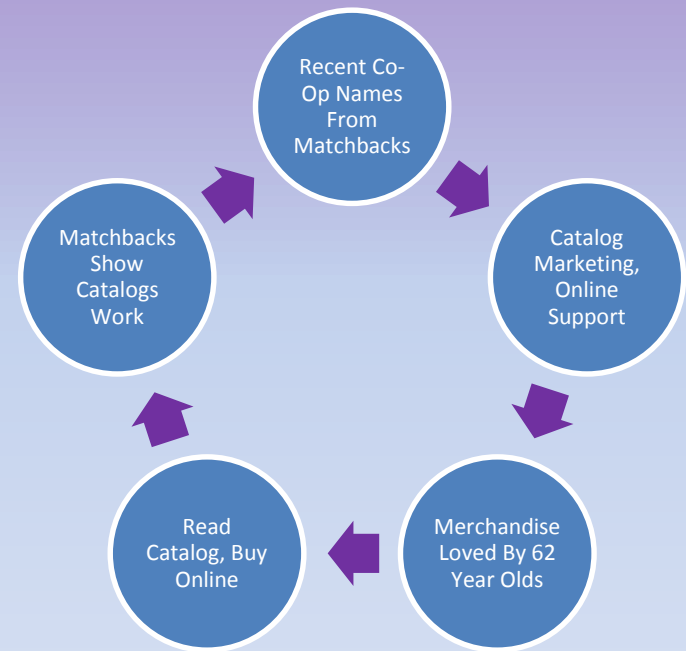 Recent Co-
Op Names
From
Matchbacks
Catalog
Marketing,
Online
Support
Merchandise
Loved By 62
Year Olds
Read
Catalog, Buy
Online
Matchbacks
Show
Catalogs
Work